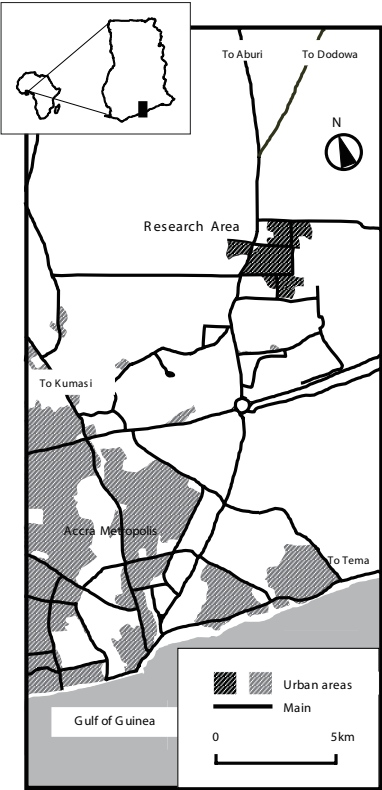 To Aburi
To Dodowa
N
Research Area
To Kumasi
Accra Metropolis
To Tema
Urban areas
Main
Gulf of Guinea
0
5km